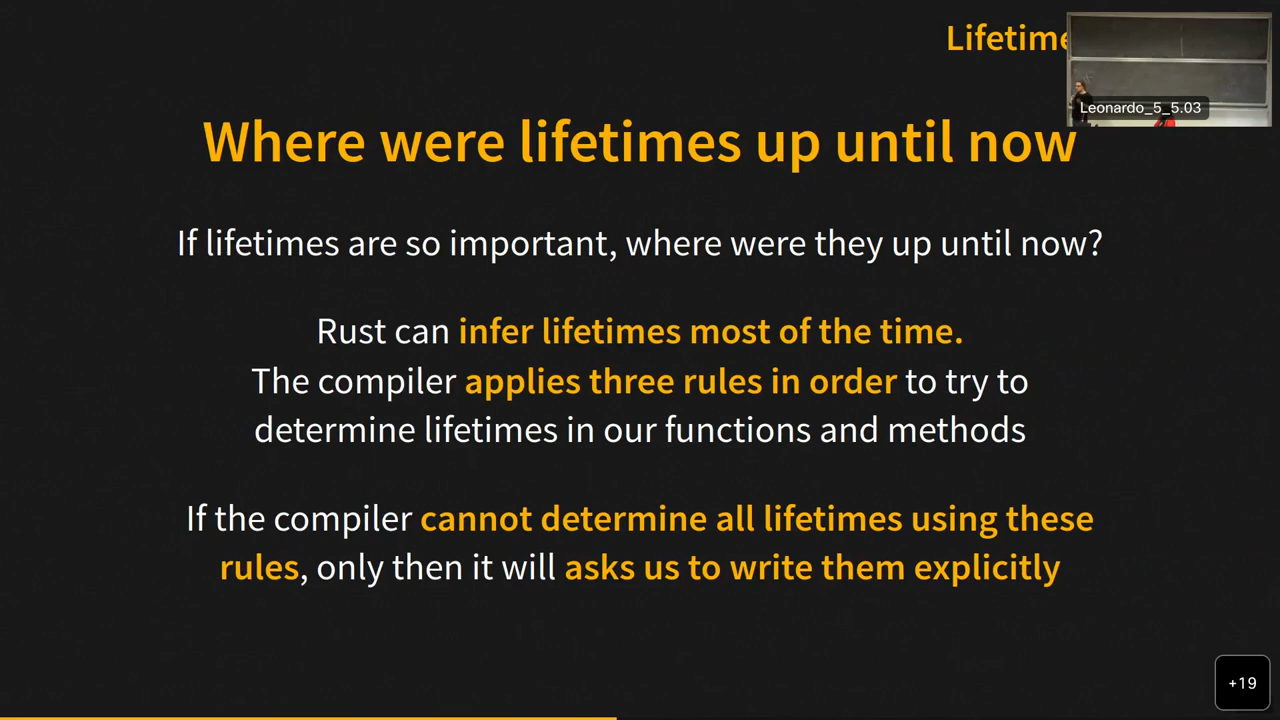 Lifetime
Leonardo_5_5.03
Where were lifetimes up until now
If lifetimes are so important, where were they up until now?
Rust can infer lifetimes most of the time.
The compiler applies three rules in order to try to
determine lifetimes in our functions and methods
If the compiler cannot determine all lifetimes using these
rules, only then it will asks us to write them explicitly
+19